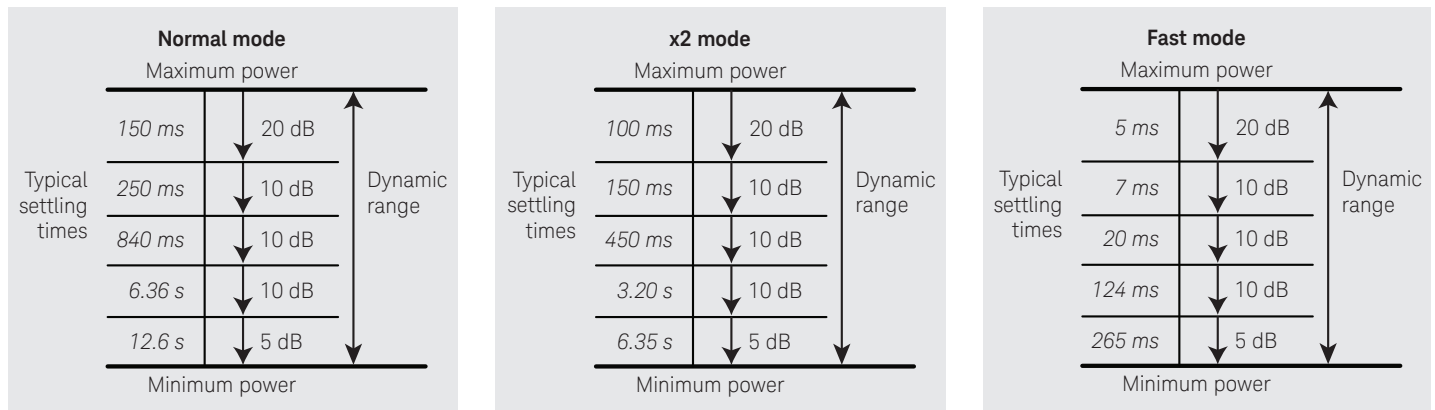 Normal mode
Maximum power
150 ms 20 dB
Typical settling times
250 ms 10 dB
Dynamic range
840 ms 10 dB
6.36 s 10 dB
12.6 s 5 dB
Minimum power
x2 mode
Maximum power
100 ms 20 dB
Typical settling times
150 ms 10 dB
Dynamic range
450 ms 10 dB
3.20 s 10 dB
6.35 s 5 dB
Minimum power
Fast mode
Maximum power
5 ms 20 dB
Typical settling times
7 ms 10 dB
Dynamic range
20 ms 10 dB
124 ms 10 dB
265 ms 5 dB
Minimum power